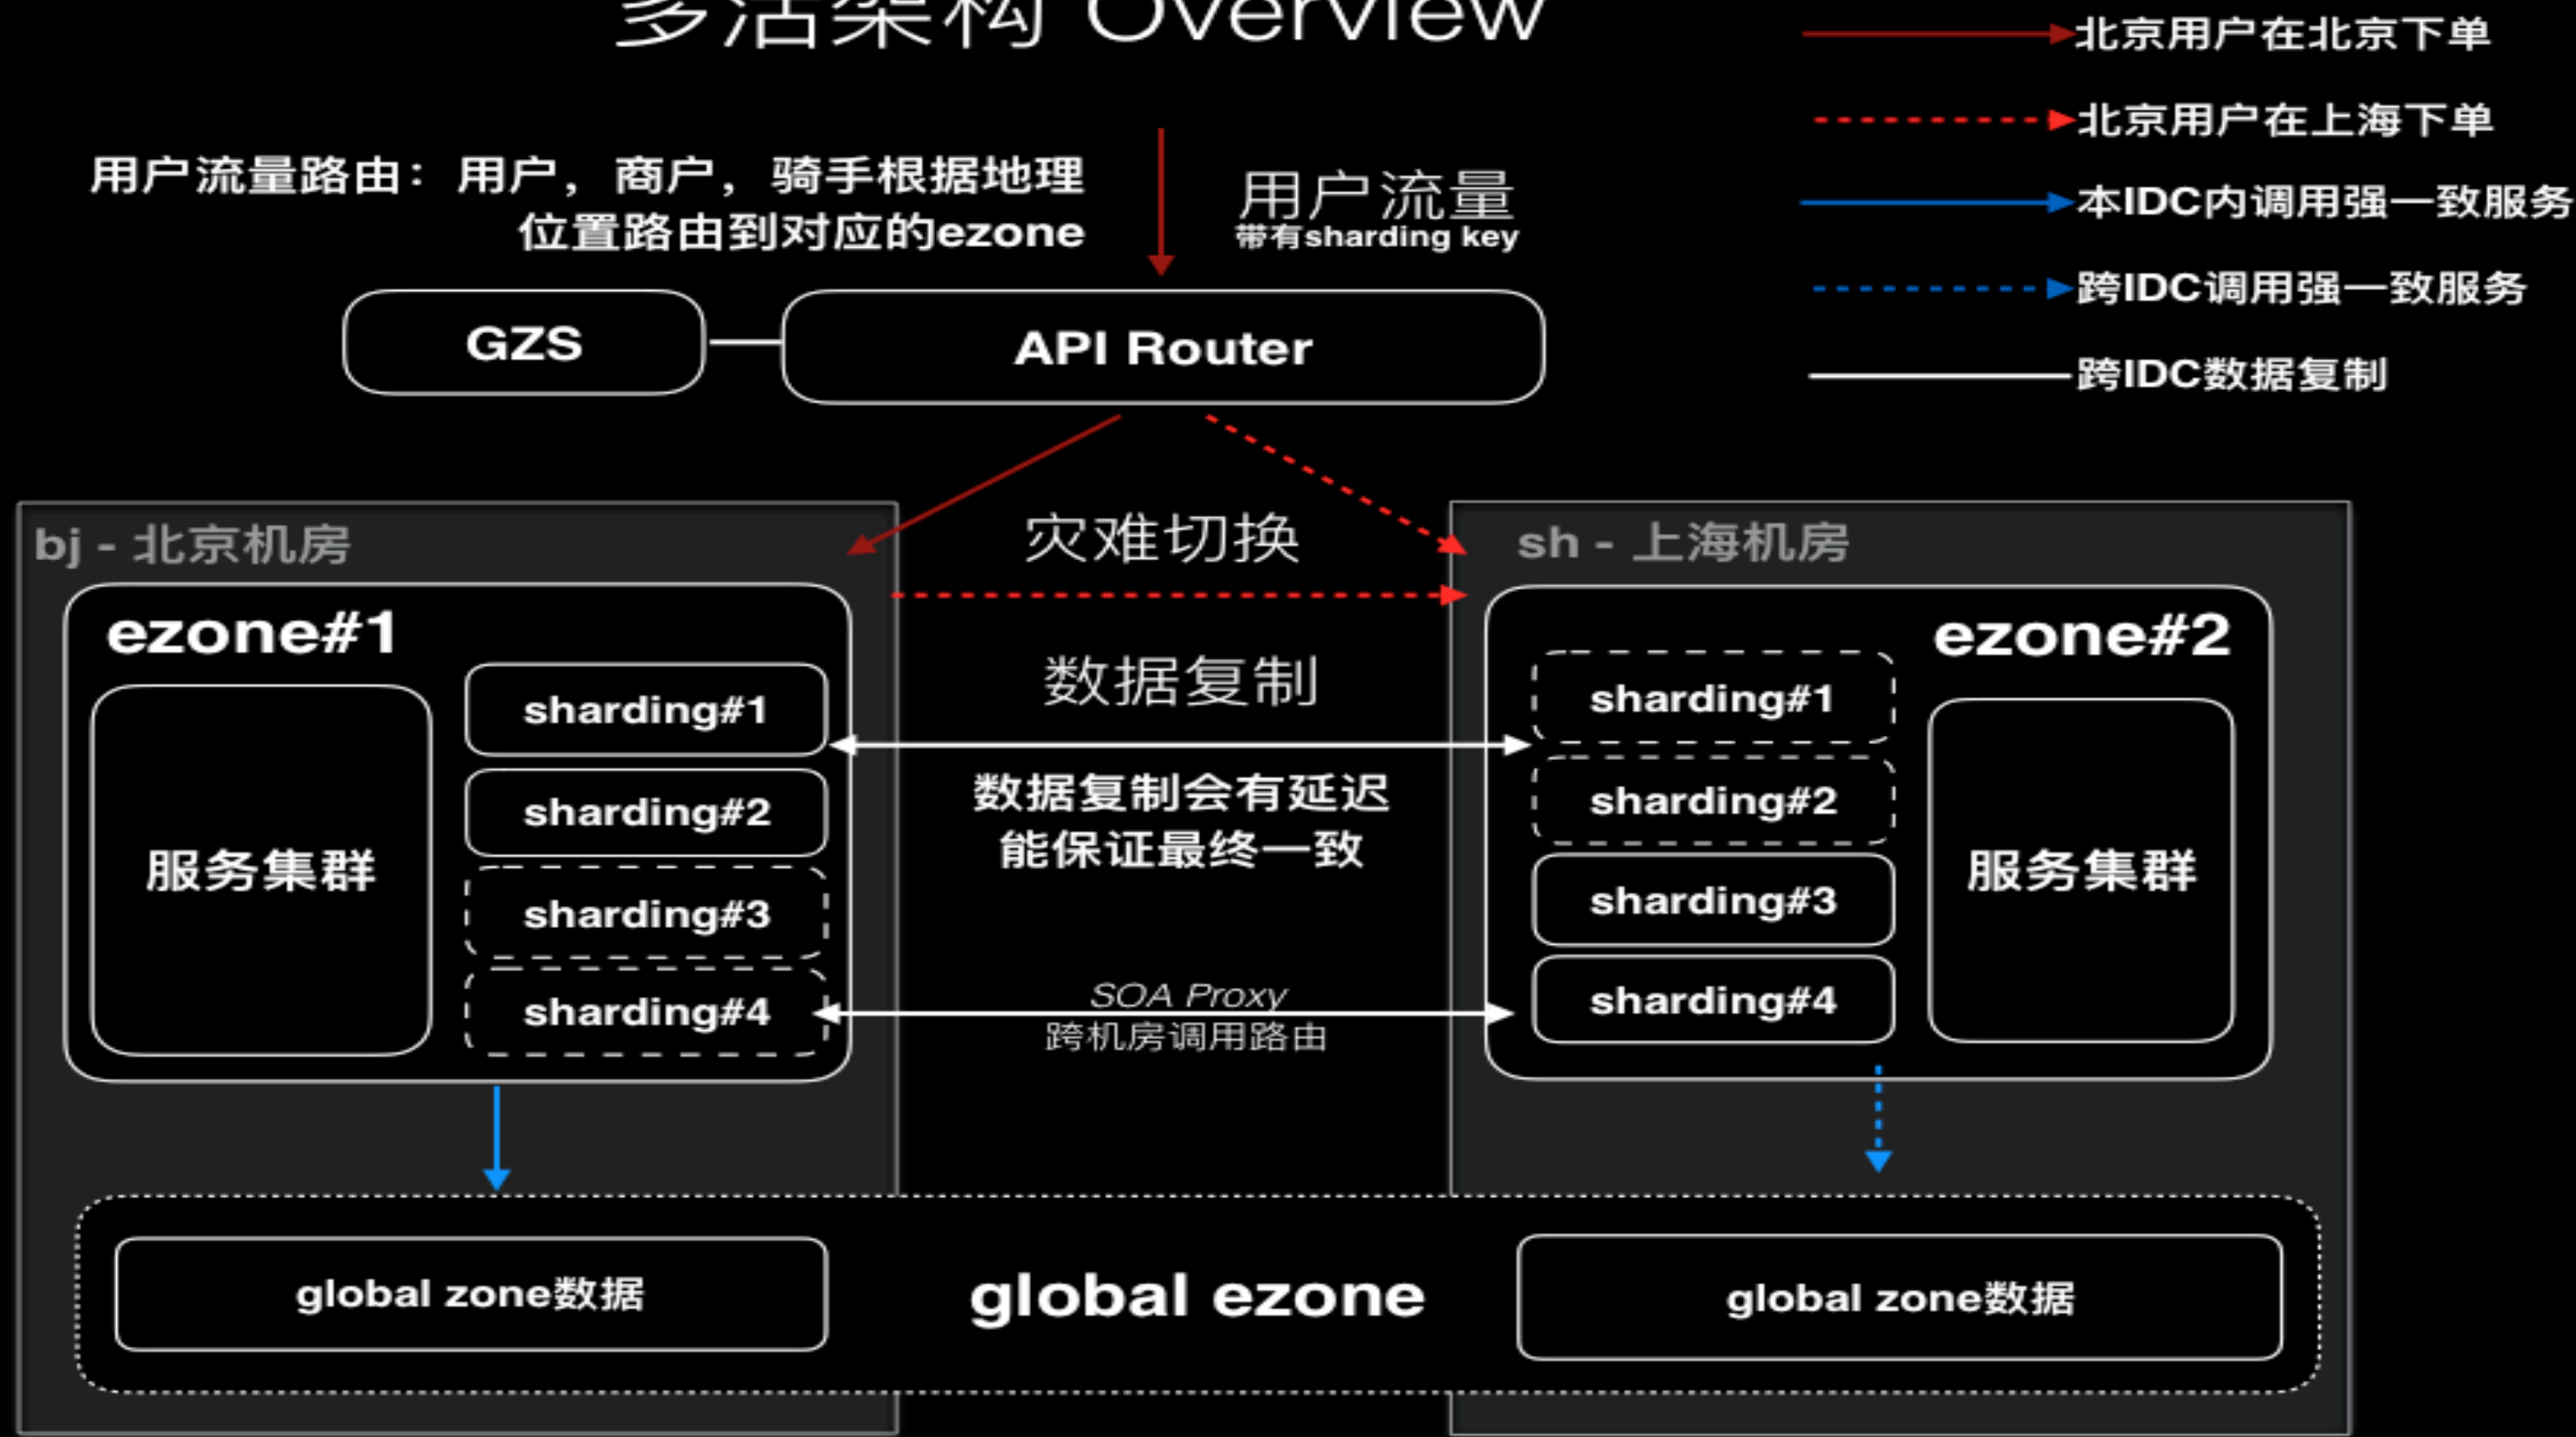 多活架构 Overview
北京用户在北京下单
北京用户在上海下单
本IDC内调用强一致服务
跨IDC调用强一致服务
跨IDC数据复制
用户流量路由：用户，商户，骑手根据地理
位置路由到对应的ezone
用户流量
带有sharding key
GZS
API Router
bj - 北京机房
灾难切换
sh - 上海机房
ezone#1
服务集群
sharding#1
sharding#2
sharding#3
sharding#4
数据复制
数据复制会有延迟
能保证最终一致
SOA Proxy
跨机房调用路由
ezone#2
sharding#1
sharding#2
sharding#3
sharding#4
服务集群
global zone数据
global ezone
global zone数据